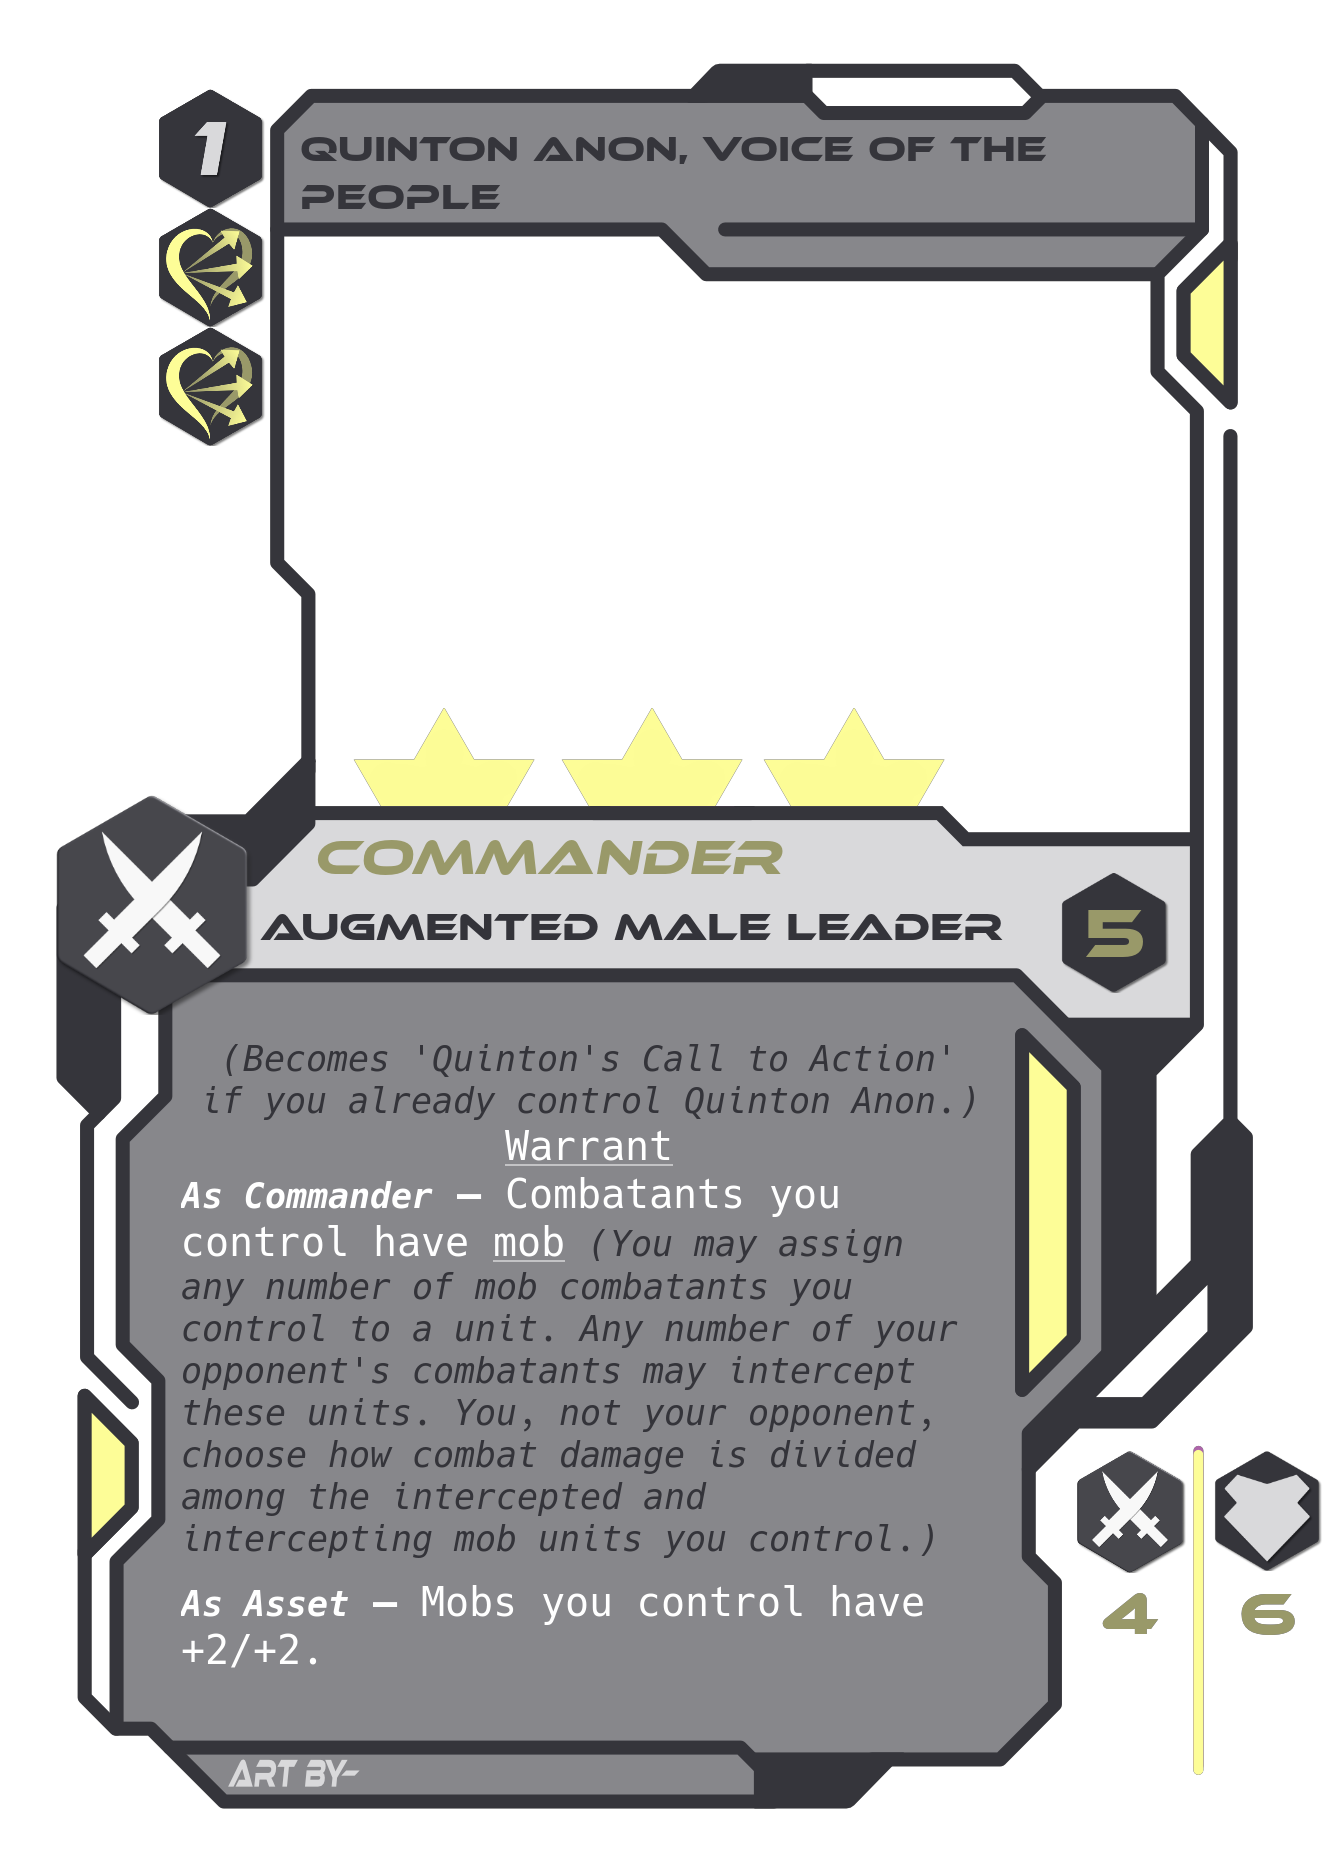 1
QUINTON ANON, VOICE OF THE
PEOPLE
COMMANDER
AUGMENTED MALE LEADER
5
(Becomes 'Quinton's Call to Action'
if you already control Quinton Anon.)
Warrant
As Commander — Combatants you
control have mob (You may assign
any number of mob combatants you
control to a unit. Any number of your
opponent's combatants may intercept
these units. You, not your opponent,
choose how combat damage is divided
among the intercepted and
intercepting mob units you control.)
As Asset — Mobs you control have
+2/+2.
4
6
ART BY-